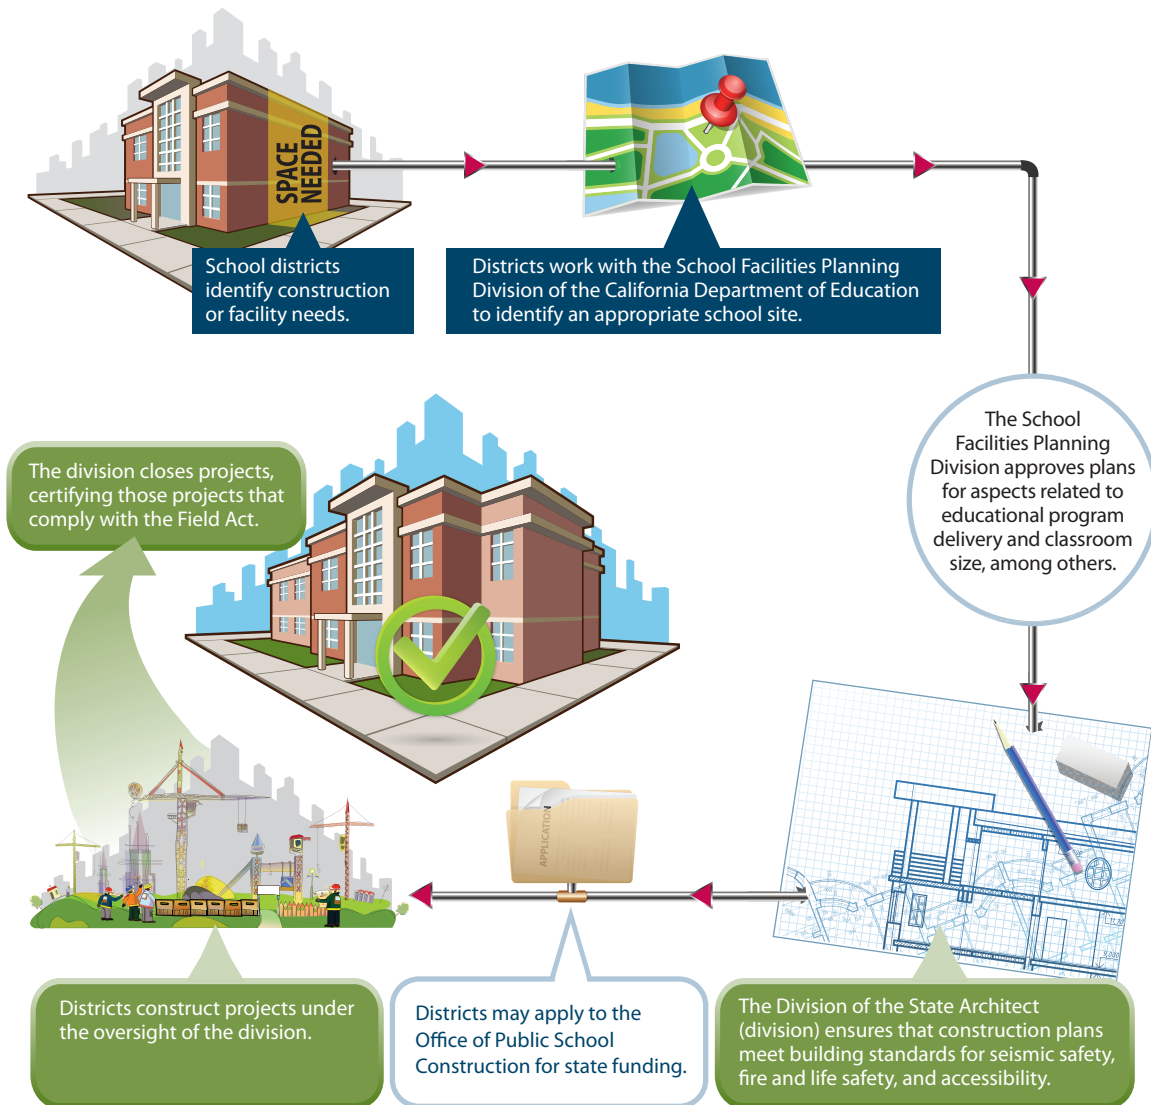 SPACE
NEEDED
School districts
identify construction
or facility needs.
Districts work with the School Facilities Planning
Division of the California Department of Education
to identify an appropriate school site.
The School
Facilities Planning
Division approves plans
for aspects related to
educational program
delivery and classroom
size, among others.
The Division of the State Architect
(division) ensures that construction plans
meet building standards for seismic safety,
fire and life safety, and accessibility.
APPLICATION
Districts may apply to the
Office of Public School
Construction for state funding.
Districts construct projects under
the oversight of the division.
The division closes projects,
certifying those projects that
comply with the Field Act.